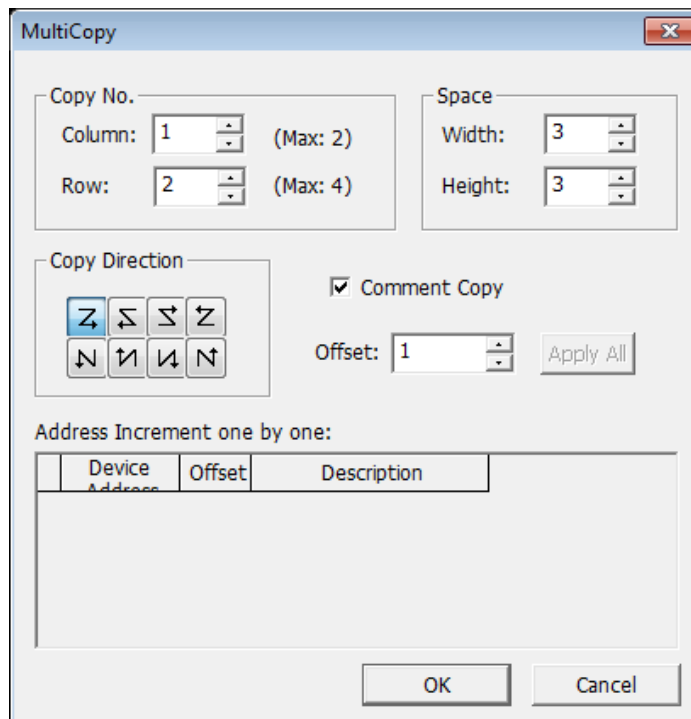 MultiCopy
Copy No.
Column: 1 (Max: 2)
Row: 2 (Max: 4)
Space
Width: 3
Height: 3
Copy Direction
Comment Copy
Offset: 1 Apply All
Address Increment one by one:
Device Address Offset Description
OK Cancel